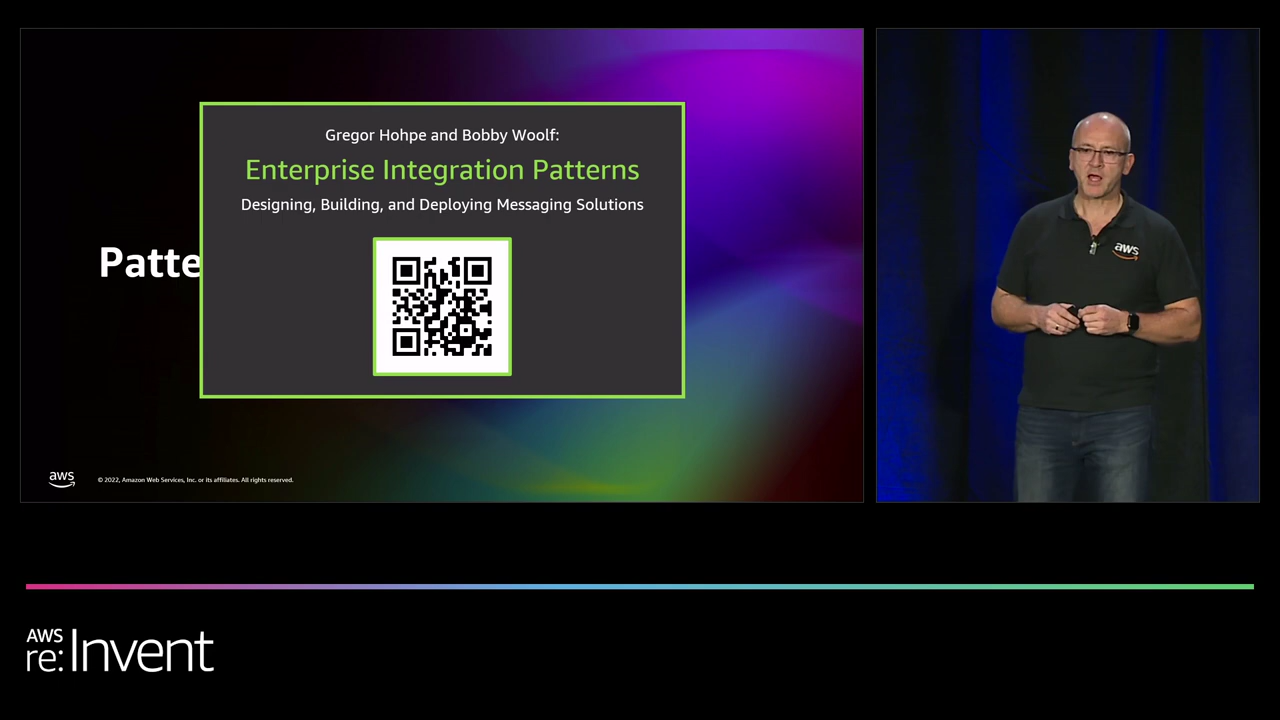 Gregor Hohpe and Bobby Woolf:
Enterprise Integration Patterns
Designing, Building, and Deploying Messaging Solutions
Patte
aws
© 2022, Amazon Web Services, Inc. or its affiliates. All rights reserved.
aws
AWS
re:Invent